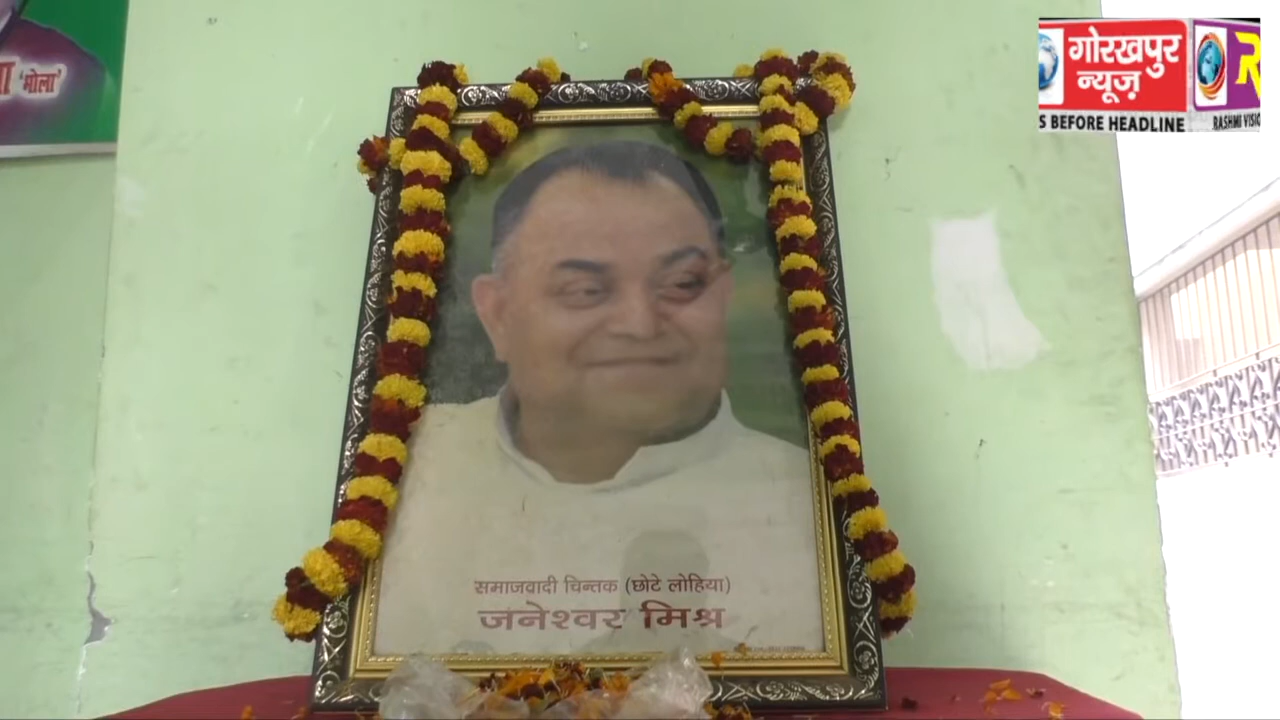 'भोला'
गोरखपुर
न्यूज़
S BEFORE HEADLINE
R
RASHMI VISIO
समाजवादी चिन्तक (छोटे लोहिया)
जनेश्वर मिश्र